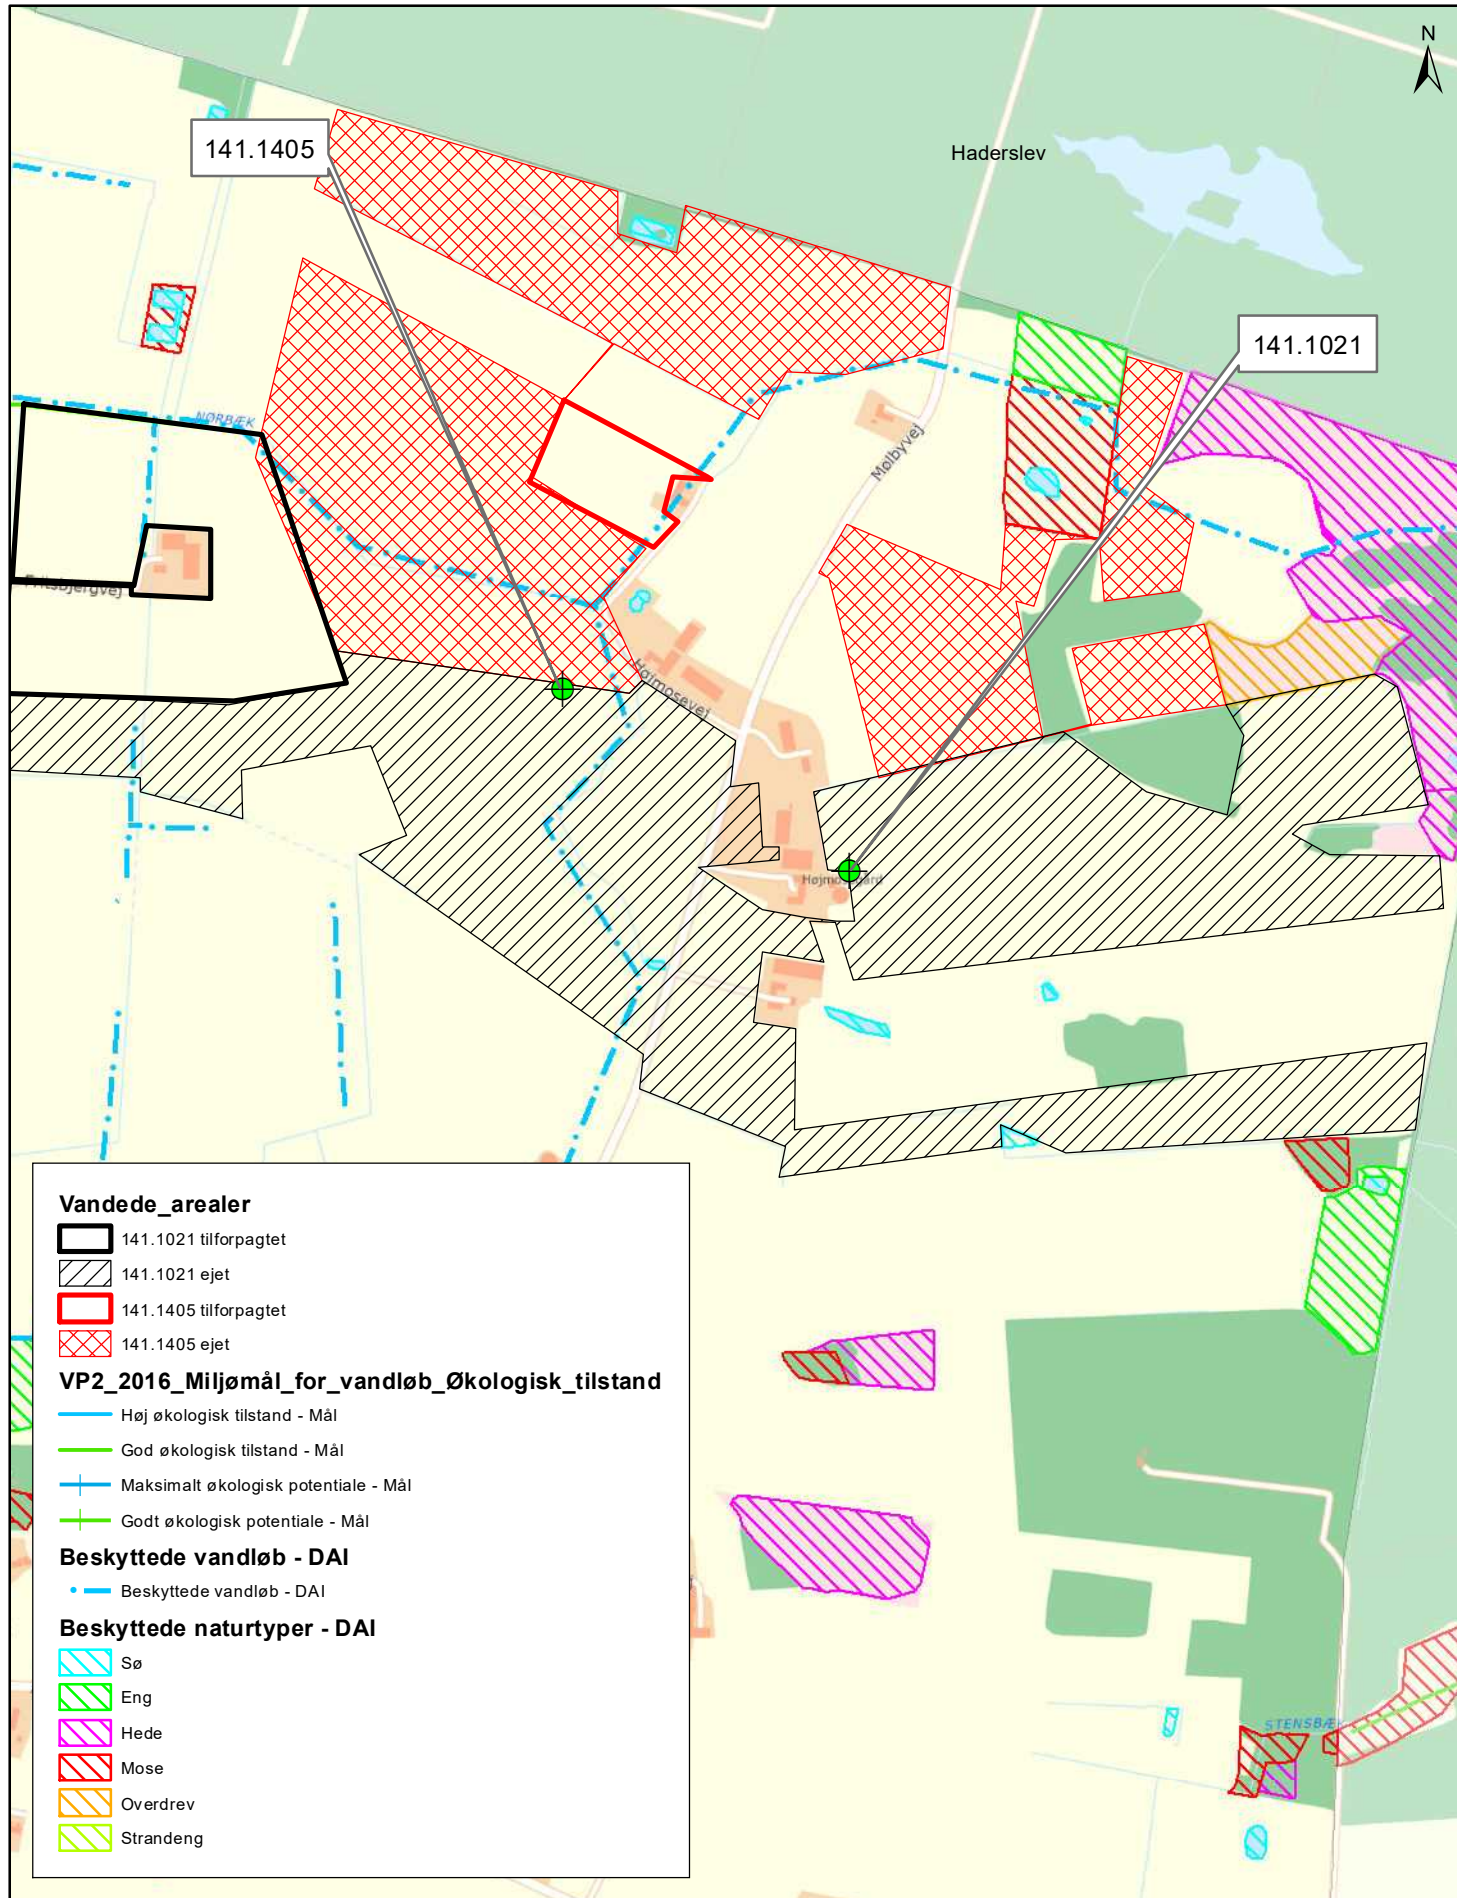 N
141.1405
Haderslev
141.1021
NØRBÆK
Mølbyvej
Fritsbjergvej
Højmosevej
Højmosegård
Vandede_arealer
141.1021 tilforpagtet
141.1021 ejet
141.1405 tilforpagtet
141.1405 ejet
VP2_2016_Miljømål_for_vandløb_Økologisk_tilstand
Høj økologisk tilstand - Mål
God økologisk tilstand - Mål
Maksimalt økologisk potentiale - Mål
Godt økologisk potentiale - Mål
Beskyttede vandløb - DAI
Beskyttede vandløb - DAI
Beskyttede naturtyper - DAI
Sø
Eng
Hede
Mose
Overdrev
Strandeng
STENSBÆK